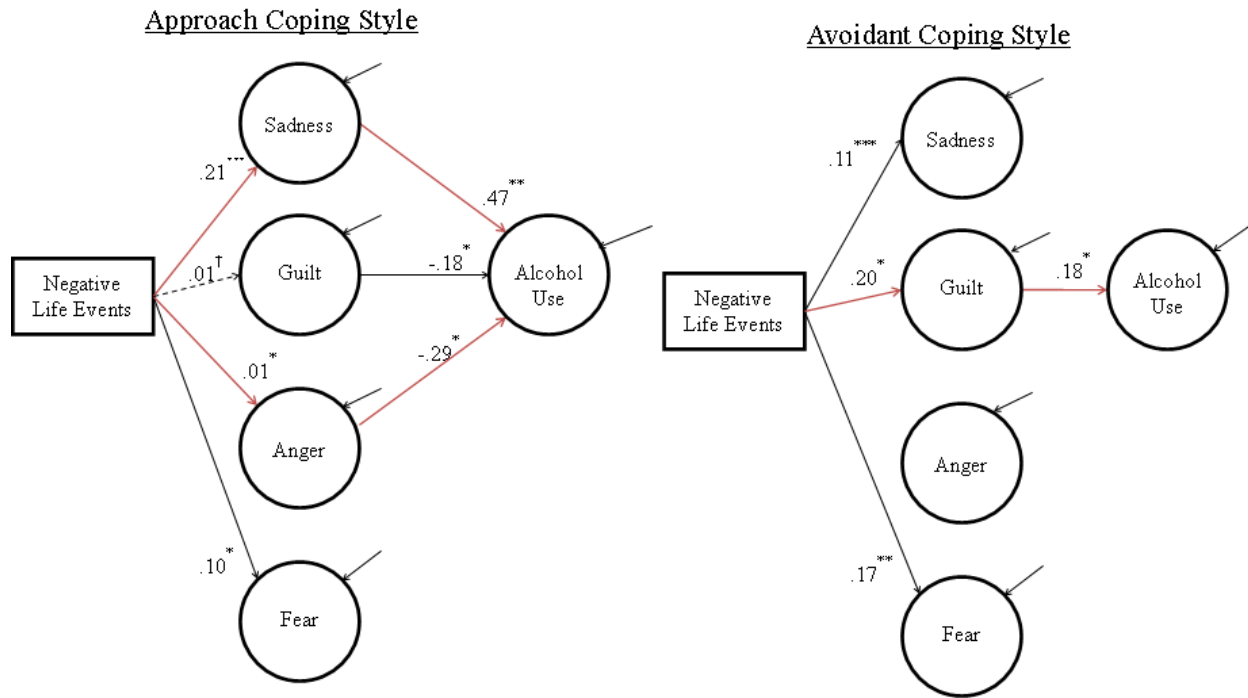 Approach Coping Style
Sadness
.21***
.47**
Negative
Life Events
.01†
Guilt
-.18*
Alcohol
Use
.01*
-.29*
Anger
.10*
Fear
Avoidant Coping Style
Sadness
.11***
Negative
Life Events
.20*
Guilt
.18*
Alcohol
Use
Anger
.17**
Fear